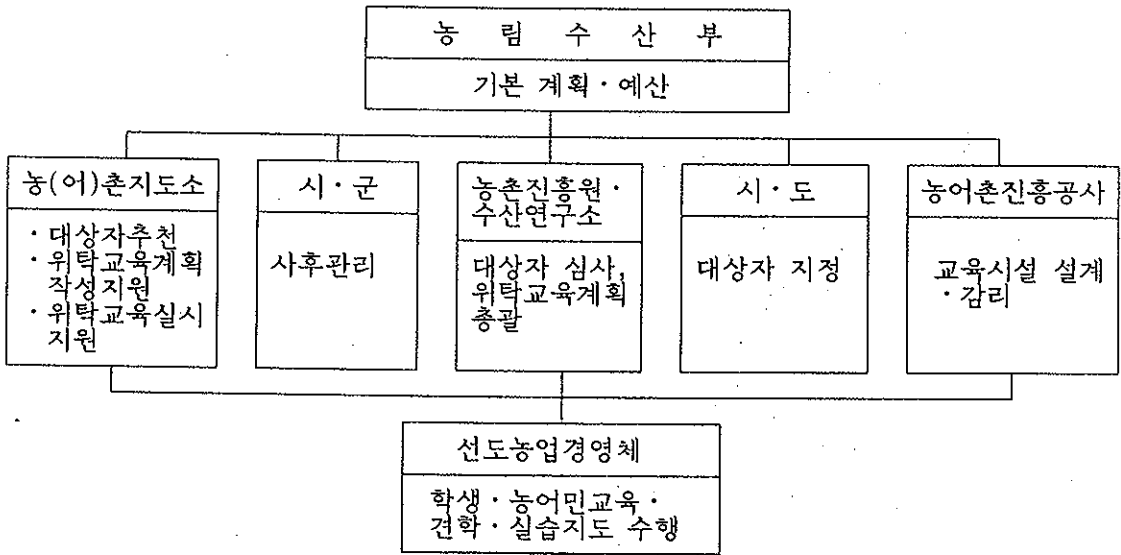 농 림 수 산 부
기본 계획·예산
농(어)촌지도소
·대상자추천
·위탁교육계획
작성지원
·위탁교육실시
지원
시·군
사후관리
농촌진흥원·
수산연구소
대상자 심사,
위탁교육계획
총괄
시·도
대상자 지정
농어촌진흥공사
교육시설 설계
·감리
선도농업경영체
학생·농어민교육·
견학·실습지도 수행